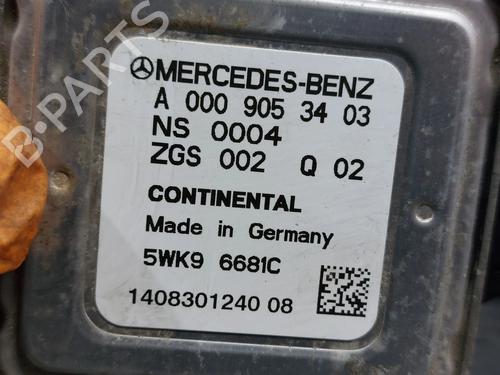 MERCEDES-BENZ
A 000 905 34 03
NS 0004
ZGS 002 Q 02
CONTINENTAL
Made in Germany
5WK9 6681C
1408301240 08
B-PARTS